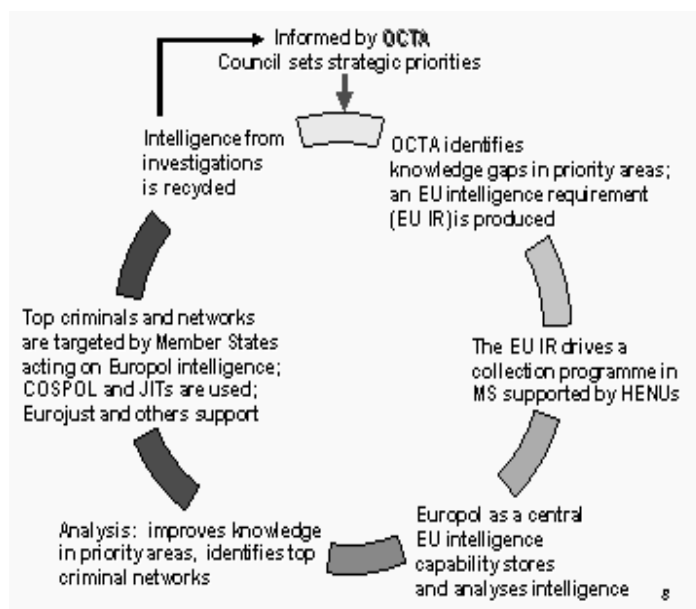 Informed by OCTA
Council sets strategic priorities
OCTA identifies
knowledge gaps in priority areas;
an EU intelligence requirement
(EU IR) is produced
The EU IR drives a
collection programme in
MS supported by HENUs
Europol as a central
EU intelligence
capability stores
and analyses intelligence
Analysis: improves knowledge
in priority areas, identifies top
criminal networks
Top criminals and networks
are targeted by Member States
acting on Europol intelligence;
COSPOL and JITs are used;
Eurojust and others support
Intelligence from
investigations
is recycled